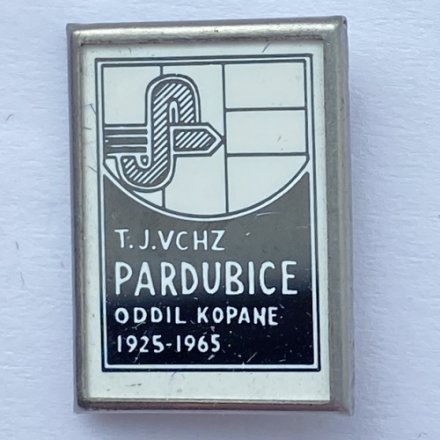 S
T.J.VCHZ
PARDUBICE
ODDIL KOPANE
1925-1965